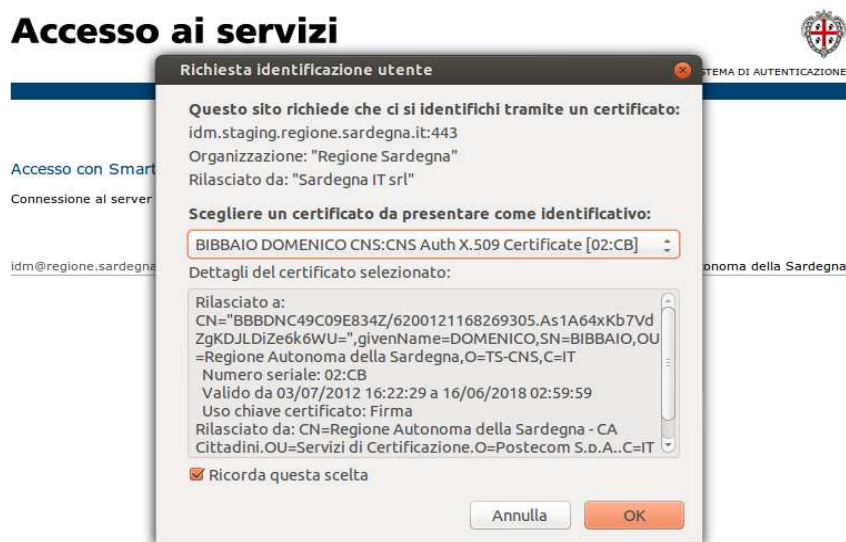 Accesso ai servizi
STEMA DI AUTENTICAZIONE
Richiesta identificazione utente
Questo sito richiede che ci si identifichi tramite un certificato:
idm.staging.regione.sardegna.it:443
Organizzazione: "Regione Sardegna"
Accesso con Smart
Rilasciato da: "Sardegna IT srl"
Connessione al server
Scegliere un certificato da presentare come identificativo:
BIBBAIO DOMENICO CNS:CNS Auth X.509 Certificate [02:CB]
idm@regione.sardegna
onoma della Sardegna
Dettagli del certificato selezionato:
Rilasciato a:
CN="BBBDNC49C09E834Z/6200121168269305.As1A64xKb7Vd
ZgKDJLDiZe6k6WU=",givenName=DOMENICO,SN=BIBBAIO,OU
=Regione Autonoma della Sardegna,O=TS-CNS,C=IT
Numero seriale: 02:CB
Valido da 03/07/2012 16:22:29 a 16/06/2018 02:59:59
Uso chiave certificato: Firma
Rilasciato da: CN=Regione Autonoma della Sardegna - CA
Cittadini,OU=Servizi di Certificazione,O=Postecom S.p.A.,C=IT
Ricorda questa scelta
Annulla
OK